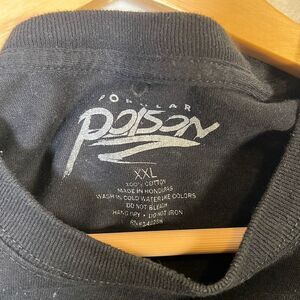 POPULAR
POISON
XXL
100% COTTON
MADE IN HONDURAS
WASH IN COLD WATER LIKE COLORS
DO NOT BLEACH
HANG DRY • DO NOT IRON